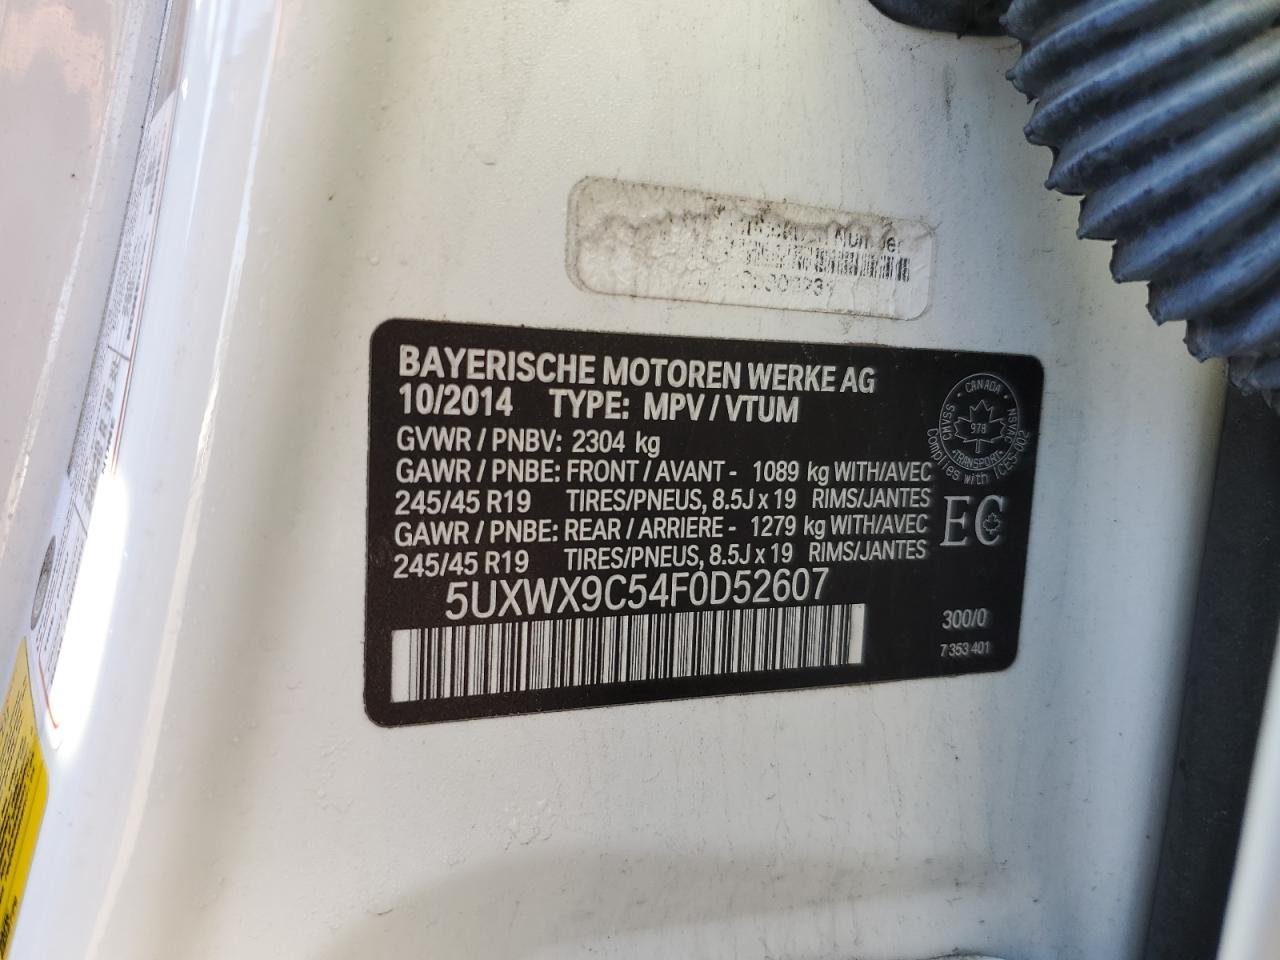 Number
BAYERISCHE MOTOREN WERKE AG
10/2014 TYPE: MPV / VTUM
GVWR / PNBV: 2304 kg
GAWR / PNBE: FRONT / AVANT - 1089 kg WITH/AVEC
245/45 R19 TIRES/PNEUS, 8.5J x 19 RIMS/JANTES
GAWR / PNBE: REAR / ARRIERE - 1279 kg WITH/AVEC
245/45 R19 TIRES/PNEUS, 8.5J x 19 RIMS/JANTES
5UXWX9C54F0D52607
CANADA
CMVSS
NSVAC
978
TRANSPORT
Complies with ICES-002
EC
300/0
7 353 401